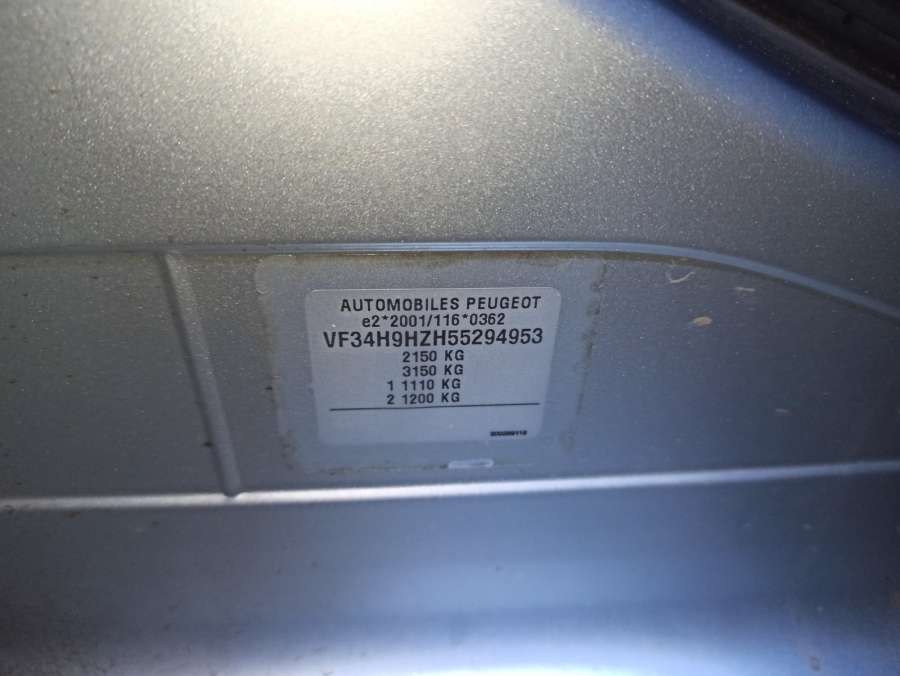 AUTOMOBILES PEUGEOT
e2*2001/116*0362
VF34H9HZH55294953
2150 KG
3150 KG
1 1110 KG
2 1200 KG